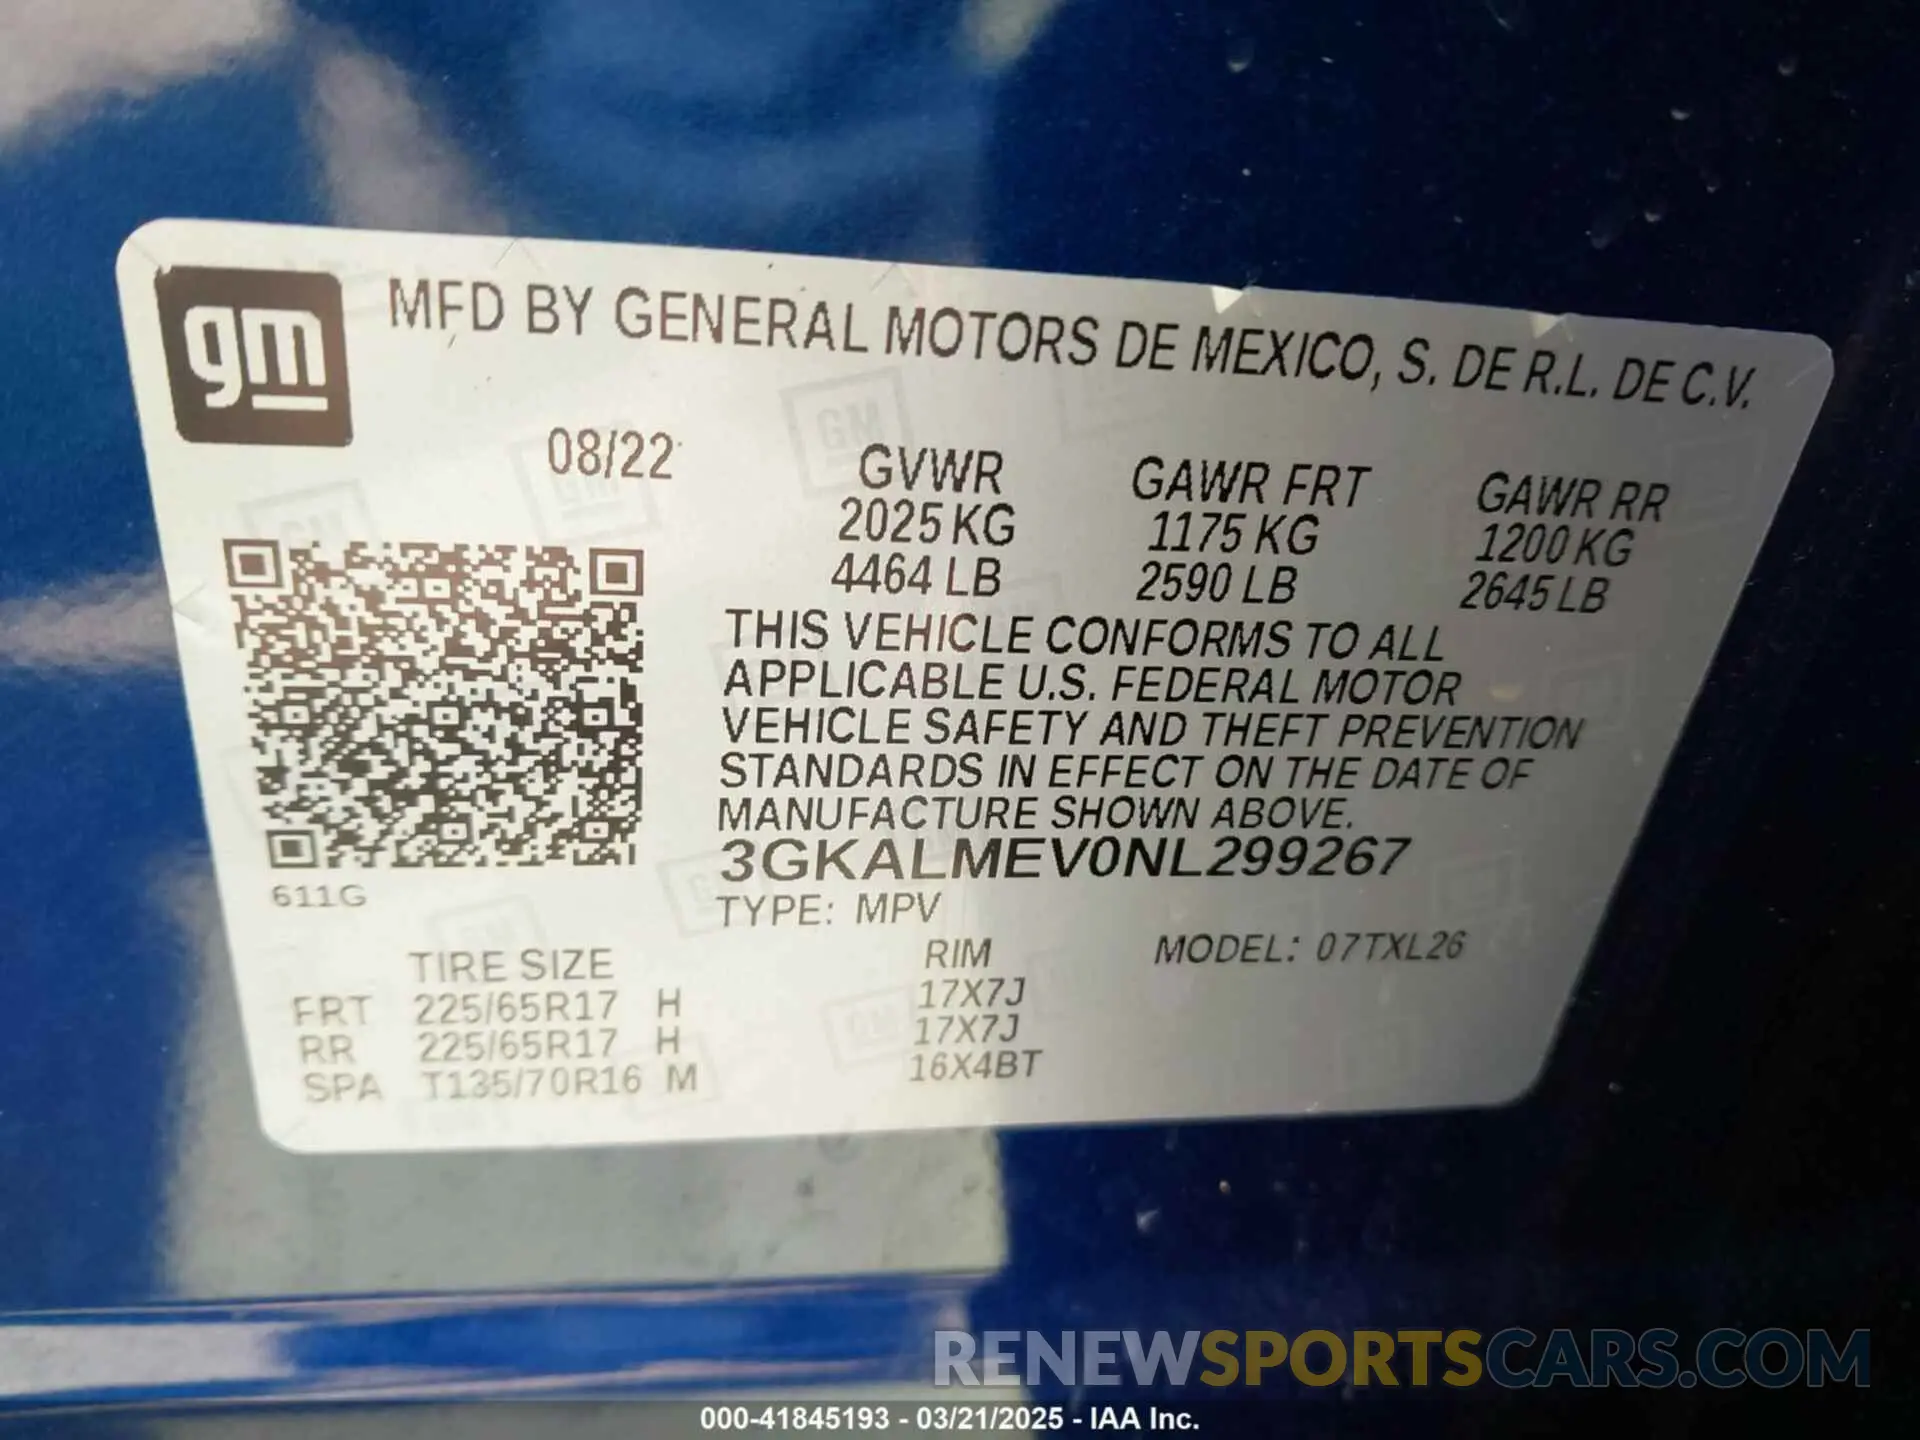 gm
MFD BY GENERAL MOTORS DE MEXICO, S. DE R.L. DE C.V.
08/22
GVWR GAWR FRT GAWR RR
2025 KG 1175 KG 1200 KG
4464 LB 2590 LB 2645 LB
THIS VEHICLE CONFORMS TO ALL
APPLICABLE U.S. FEDERAL MOTOR
VEHICLE SAFETY AND THEFT PREVENTION
STANDARDS IN EFFECT ON THE DATE OF
MANUFACTURE SHOWN ABOVE.
3GKALMEV0NL299267
611G
TYPE: MPV
TIRE SIZE RIM MODEL: 07TXL26
FRT 225/65R17 H 17X7J
RR 225/65R17 H 17X7J
SPA T135/70R16 M 16X4BT
RENEWSPORTSCARS.COM
000-41845193 - 03/21/2025 - IAA Inc.